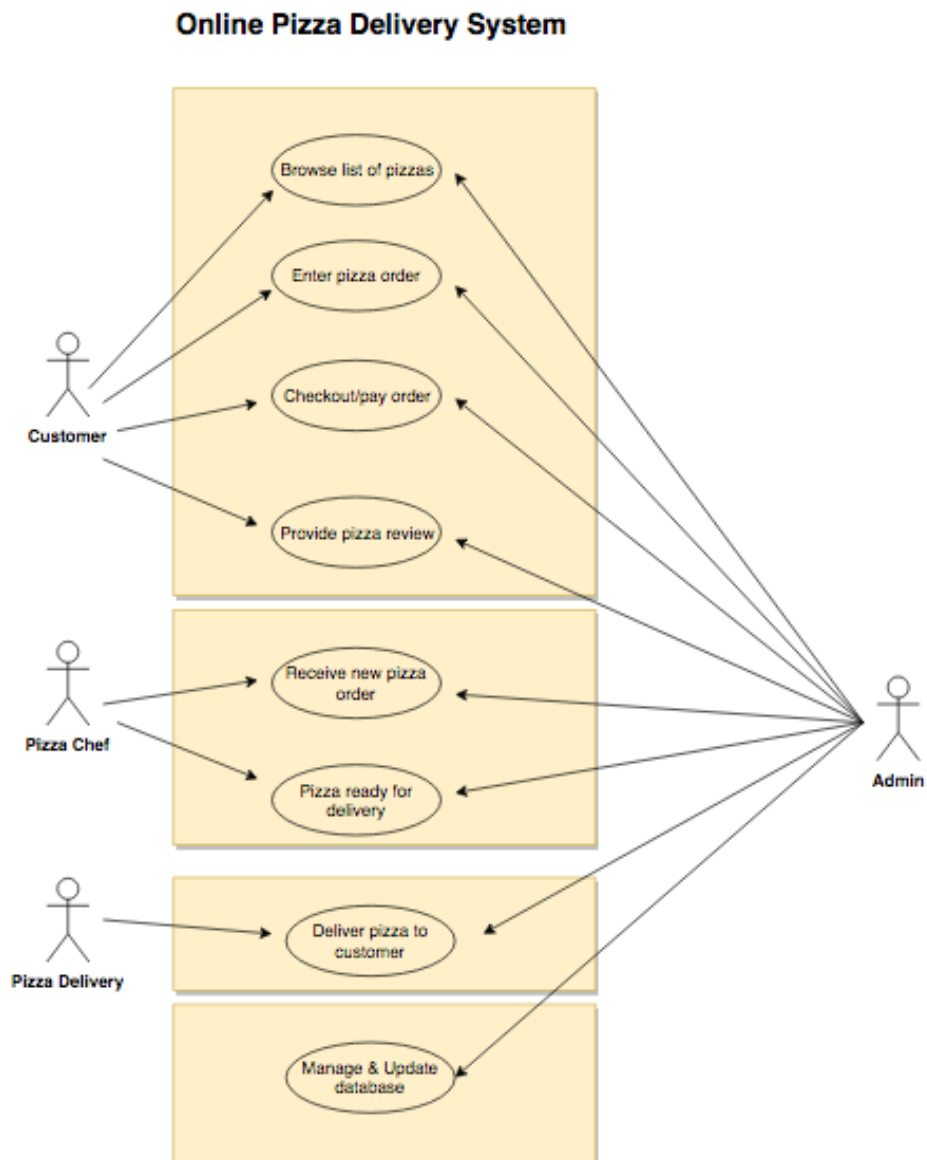 Online Pizza Delivery System
Browse list of pizzas
Enter pizza order
Checkout/pay order
Customer
Provide pizza review
Receive new pizza
order
Pizza Chef
Admin
Pizza ready for
delivery
Deliver pizza to
customer
Pizza Delivery
Manage & Update
database